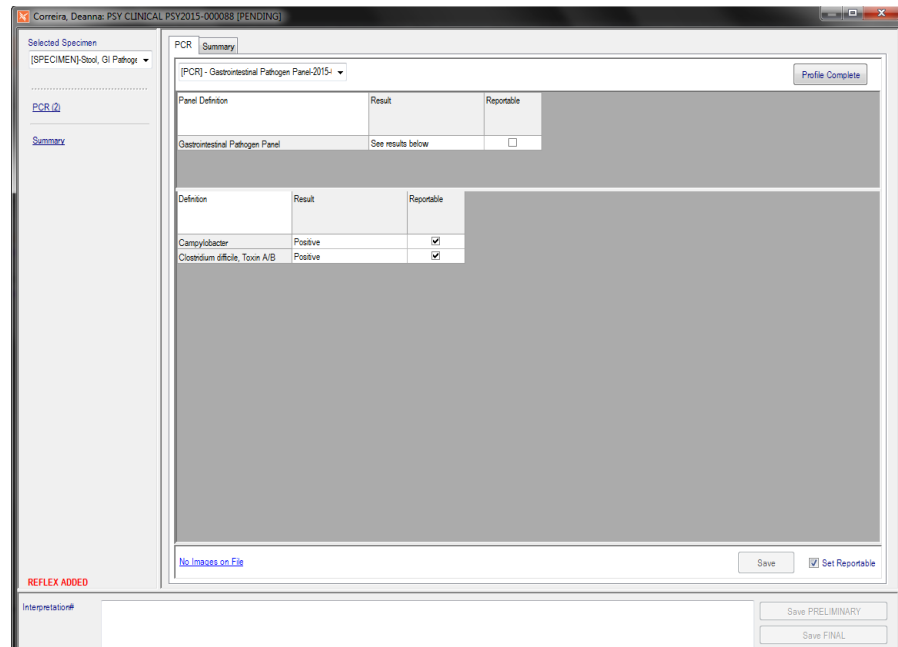 Correira, Deanna: PSY CLINICAL PSY2015-000088 [PENDING]
Selected Specimen
[SPECIMEN]-Stool, GI Pathoge
PCR (2)
Summary
REFLEX ADDED
PCR Summary
[PCR] - Gastrointestinal Pathogen Panel-2015-
Profile Complete
Panel Definition Result Reportable
Gastrointestinal Pathogen Panel See results below
Definition Result Reportable
Campylobacter Positive
Clostridium difficile, Toxin A/B Positive
No Images on File
Save Set Reportable
Interpretation#
Save PRELIMINARY
Save FINAL